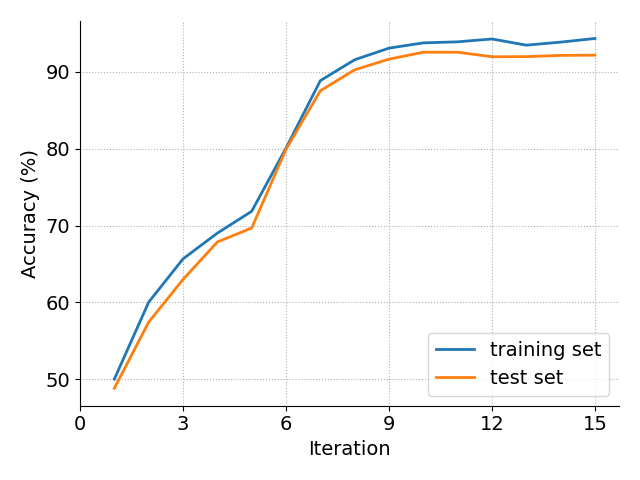 Accuracy (%)
90
80
70
60
50
0 3 6 9 12 15
Iteration
training set
test set